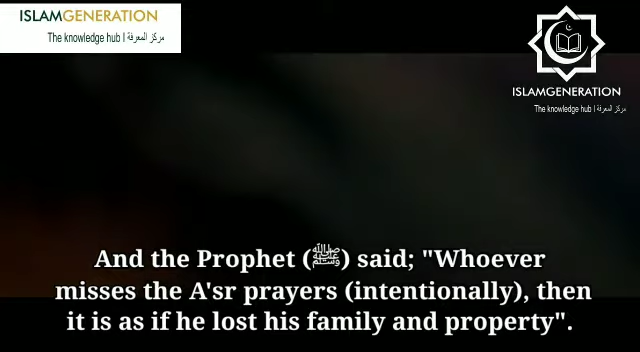 ISLAMGENERATION
The knowledge hub | مركز المعرفة
ISLAMGENERATION
The knowledge hub | مركز المعرفة
And the Prophet (ﷺ) said; "Whoever
misses the A'sr prayers (intentionally), then
it is as if he lost his family and property".